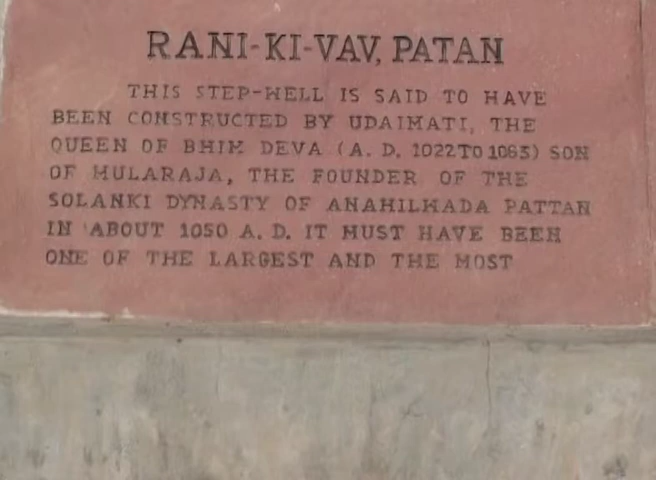 RANI-KI-VAV, PATAN
THIS STEP-WELL IS SAID TO HAVE
BEEN CONSTRUCTED BY UDAIMATI, THE
QUEEN OF BHIM DEVA (A. D. 1022 TO 1063) SON
OF MULARAJA, THE FOUNDER OF THE
SOLANKI DYNASTY OF ANAHILWADA PATTAN
IN ABOUT 1050 A. D. IT MUST HAVE BEEN
ONE OF THE LARGEST AND THE MOST